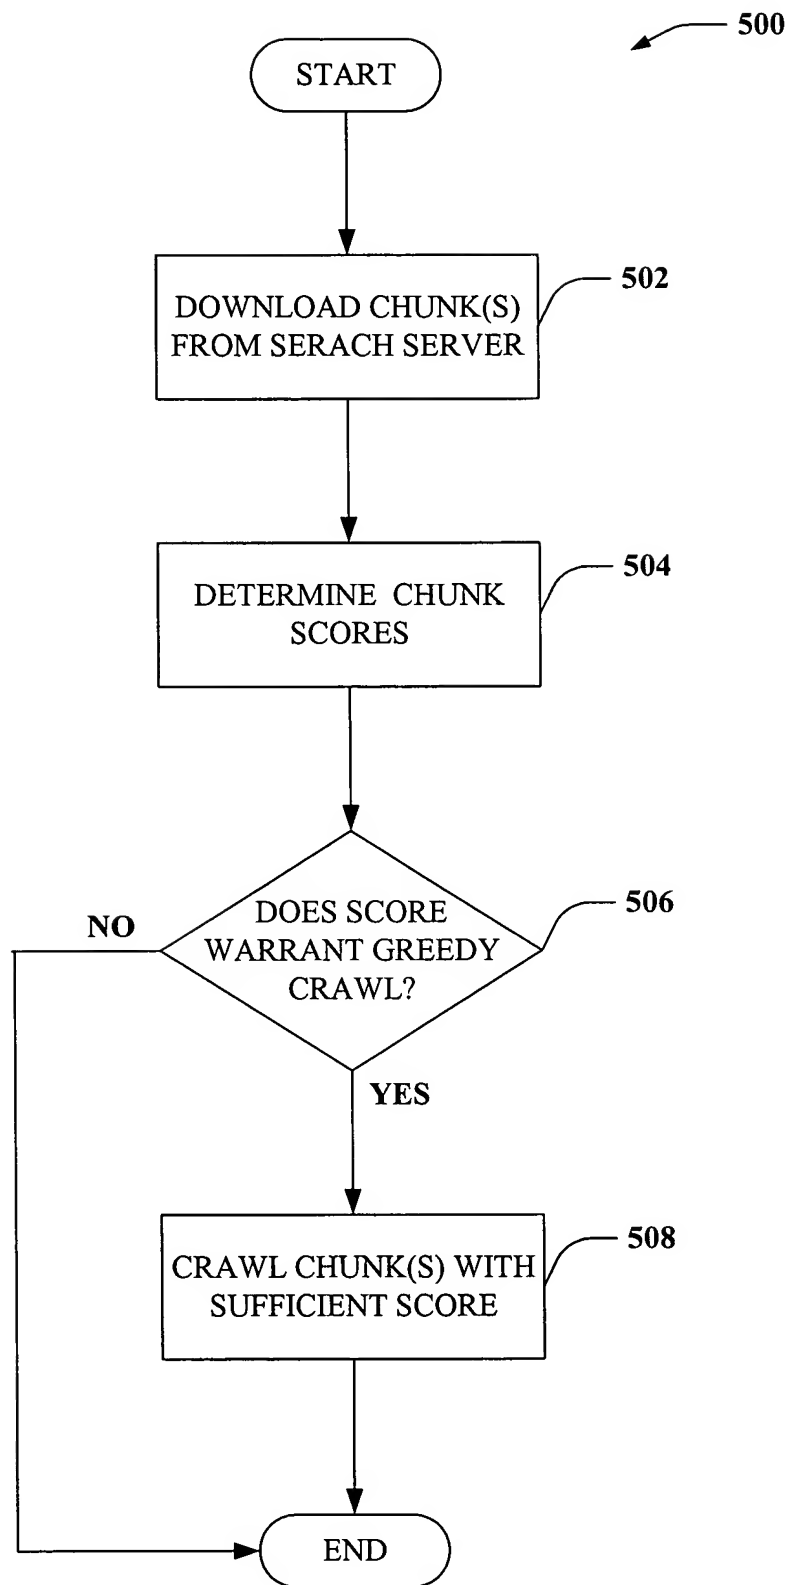 500
START
502
DOWNLOAD CHUNK(S)
FROM SERACH SERVER
504
DETERMINE CHUNK
SCORES
506
DOES SCORE
WARRANT GREEDY
CRAWL?
NO
YES
508
CRAWL CHUNK(S) WITH
SUFFICIENT SCORE
END